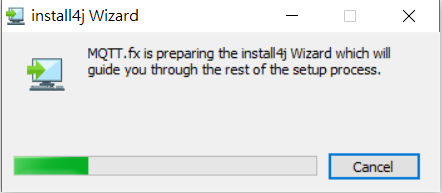 install4j Wizard
MQTT.fx is preparing the install4j Wizard which will
guide you through the rest of the setup process.
Cancel